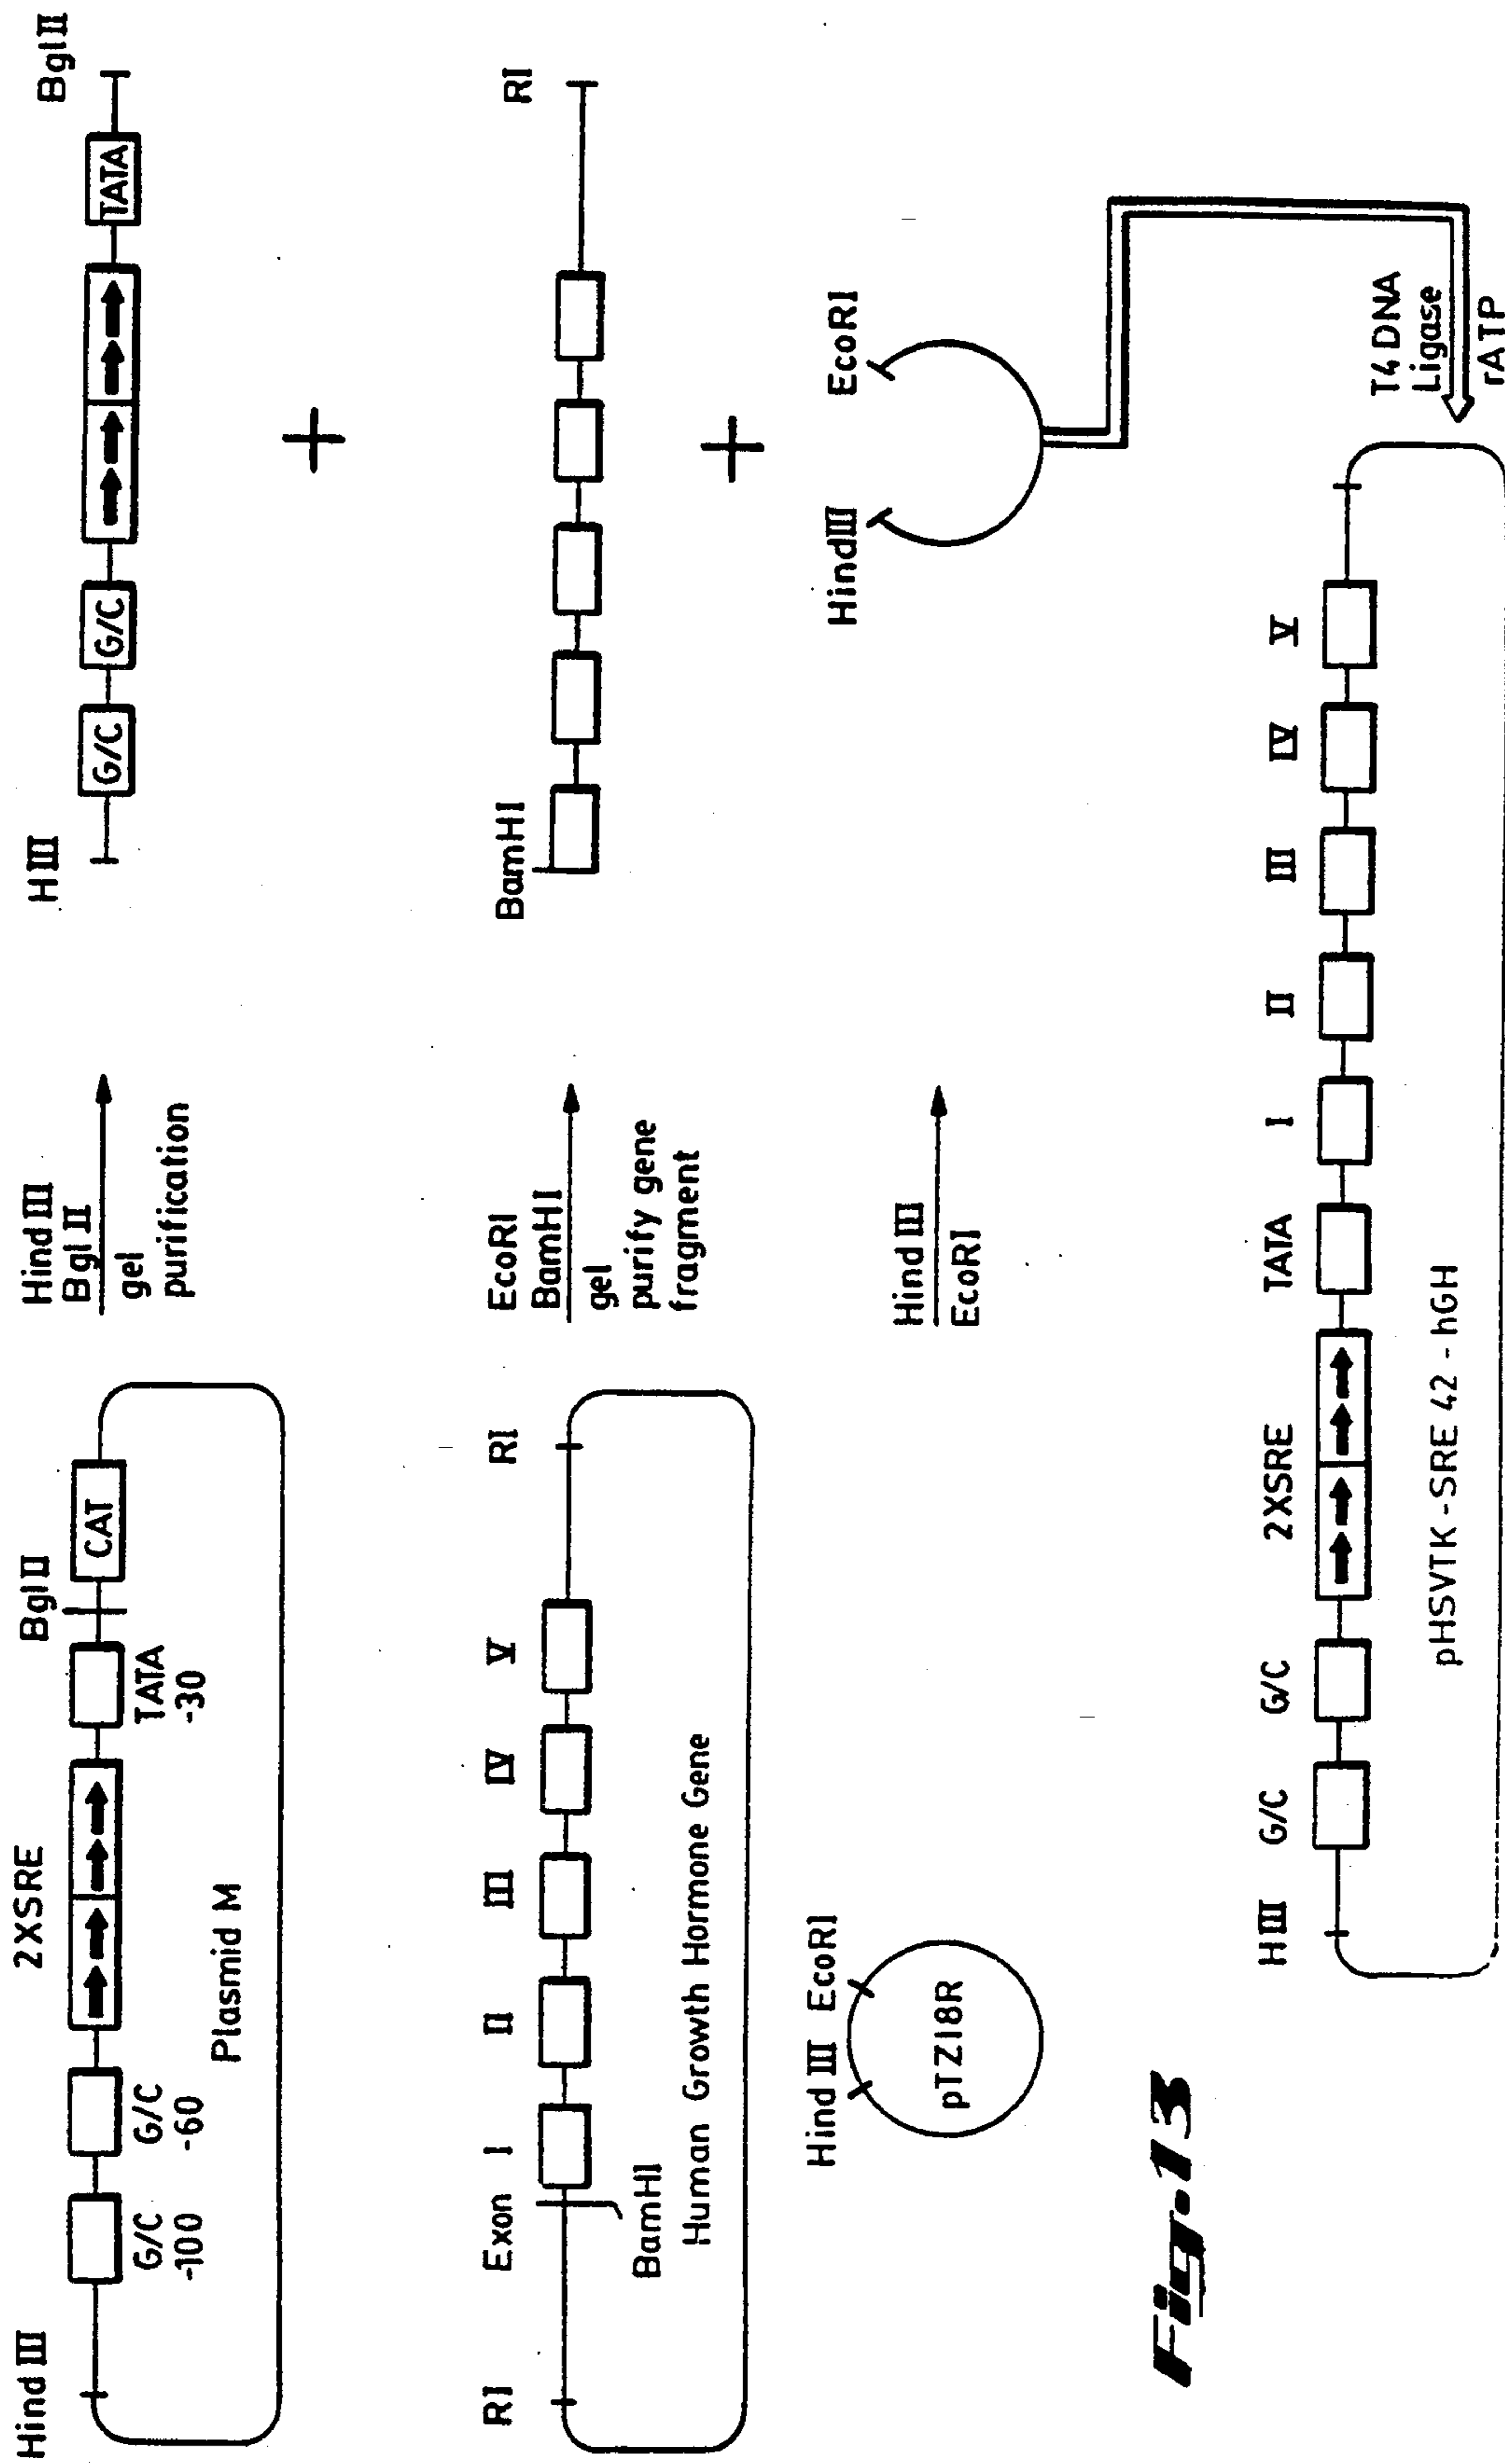 Hind III
2XSRE
Bgl II
CAT
G/C
-100
G/C
-60
TATA
-30
Plasmid M
Hind III
Bgl II
gel
purification
H III
Bgl II
G/C
G/C
TATA
+
RI
Exon
I
II
III
IV
V
RI
BamHI
Human Growth Hormone Gene
EcoRI
BamHI
gel
purify gene
fragment
BamHI
RI
+
Hind III
EcoRI
pTZ18R
Hind III
EcoRI
Hind III
EcoRI
T4 DNA
Ligase
rATP
H III
G/C
G/C
2XSRE
TATA
I
II
III
IV
V
pHSVTK-SRE 42 - hGH
Fig.13